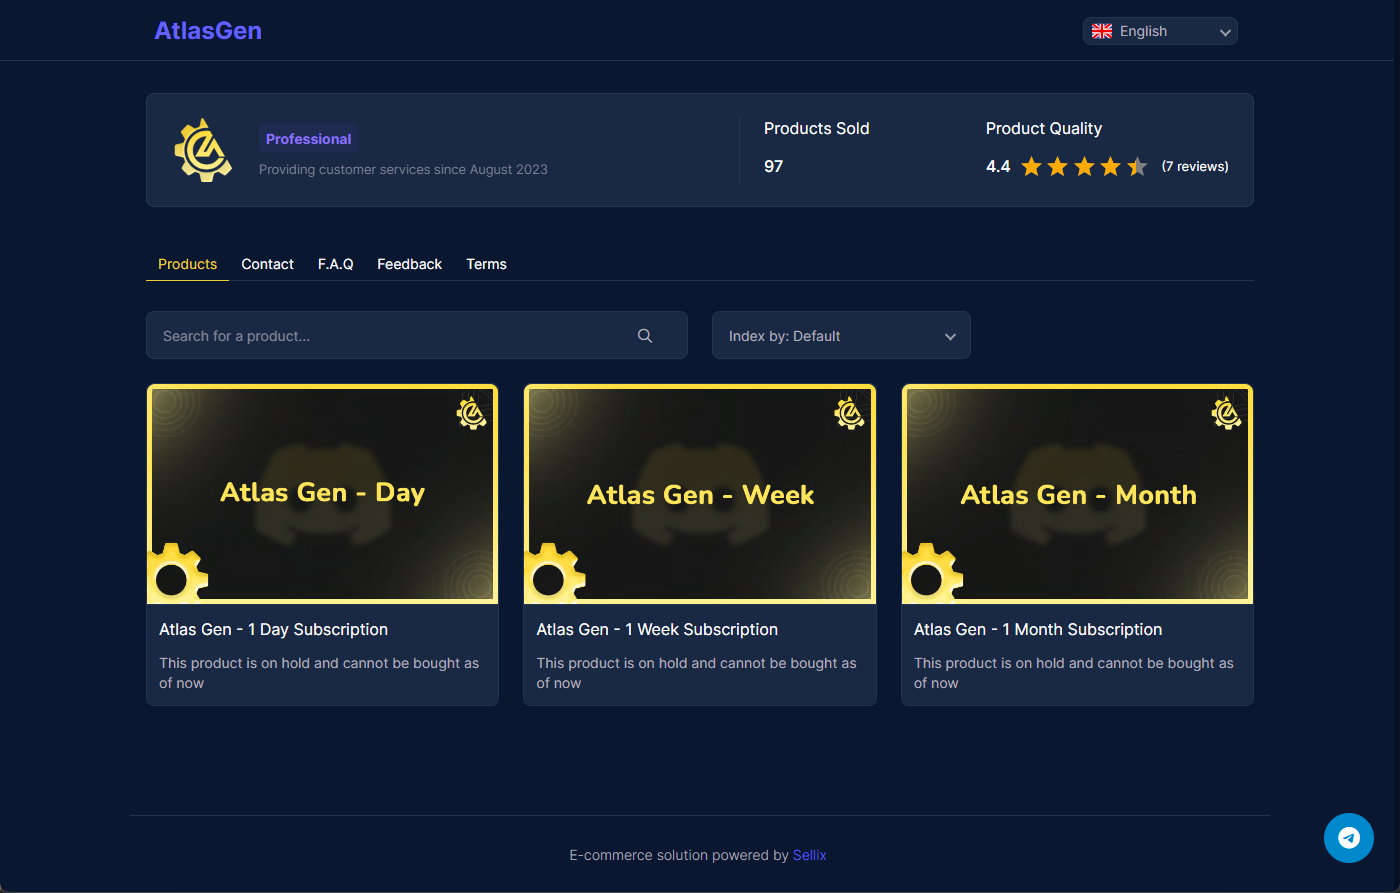 AtlasGen
English
Professional
Providing customer services since August 2023
Products Sold
97
Product Quality
4.4
(7 reviews)
Products
Contact
F.A.Q
Feedback
Terms
Search for a product...
Index by: Default
Atlas Gen - Day
Atlas Gen - 1 Day Subscription
This product is on hold and cannot be bought as
of now
Atlas Gen - Week
Atlas Gen - 1 Week Subscription
This product is on hold and cannot be bought as
of now
Atlas Gen - Month
Atlas Gen - 1 Month Subscription
This product is on hold and cannot be bought as
of now
E-commerce solution powered by Sellix